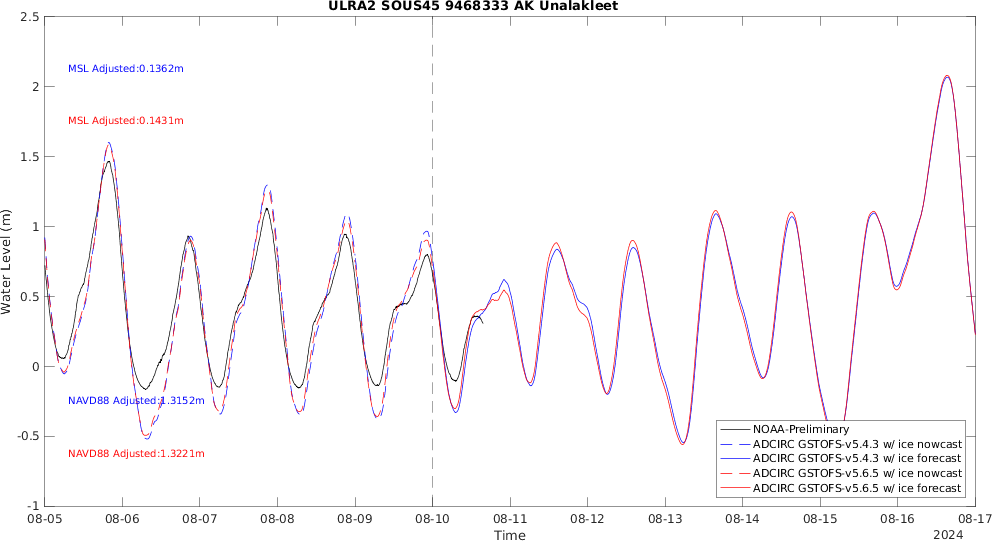 ULRA2 SOUS45 9468333 AK Unalakleet
2.5
2
1.5
1
0.5
0
-0.5
-1
Water Level (m)
MSL Adjusted:0.1362m
MSL Adjusted:0.1431m
NAVD88 Adjusted:1.3152m
NAVD88 Adjusted:1.3221m
NOAA-Preliminary
ADCIRC GSTOFS-v5.4.3 w/ ice nowcast
ADCIRC GSTOFS-v5.4.3 w/ ice forecast
ADCIRC GSTOFS-v5.6.5 w/ ice nowcast
ADCIRC GSTOFS-v5.6.5 w/ ice forecast
08-05 08-06 08-07 08-08 08-09 08-10 08-11 08-12 08-13 08-14 08-15 08-16 08-17
Time
2024